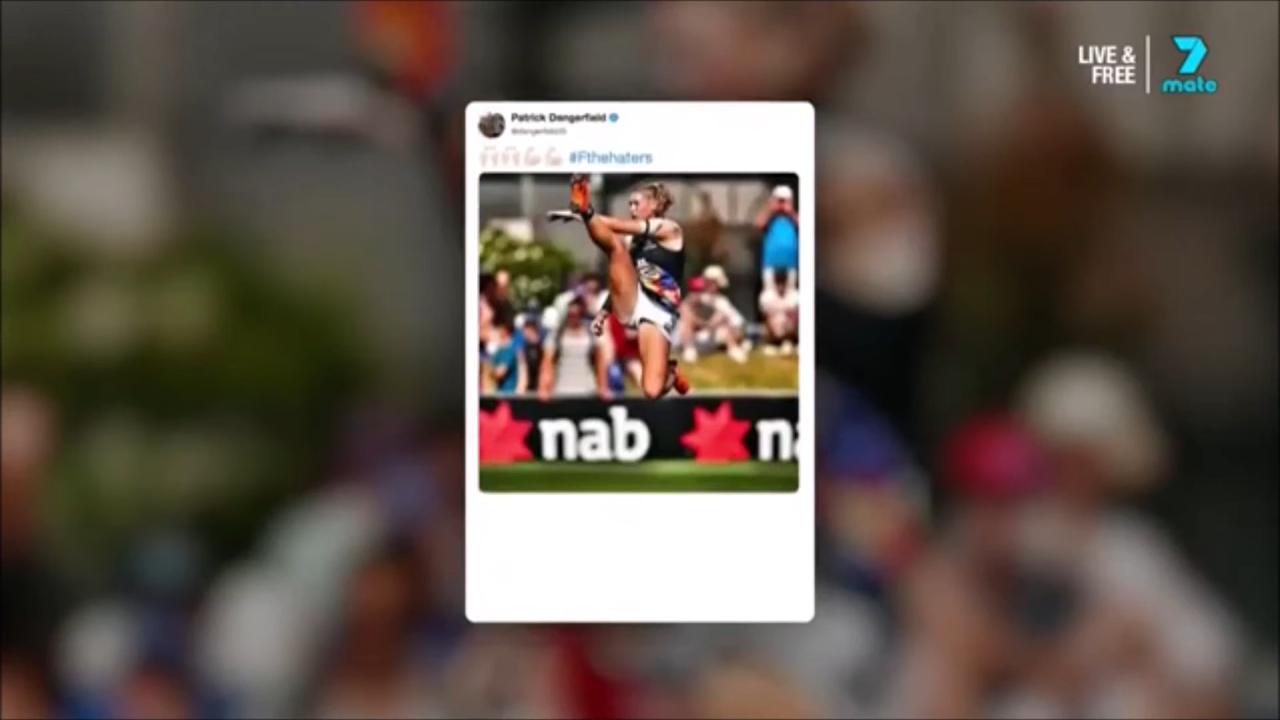 LIVE &
FREE
7
mate
Patrick Dangerfield
#Fthehaters
nab
na